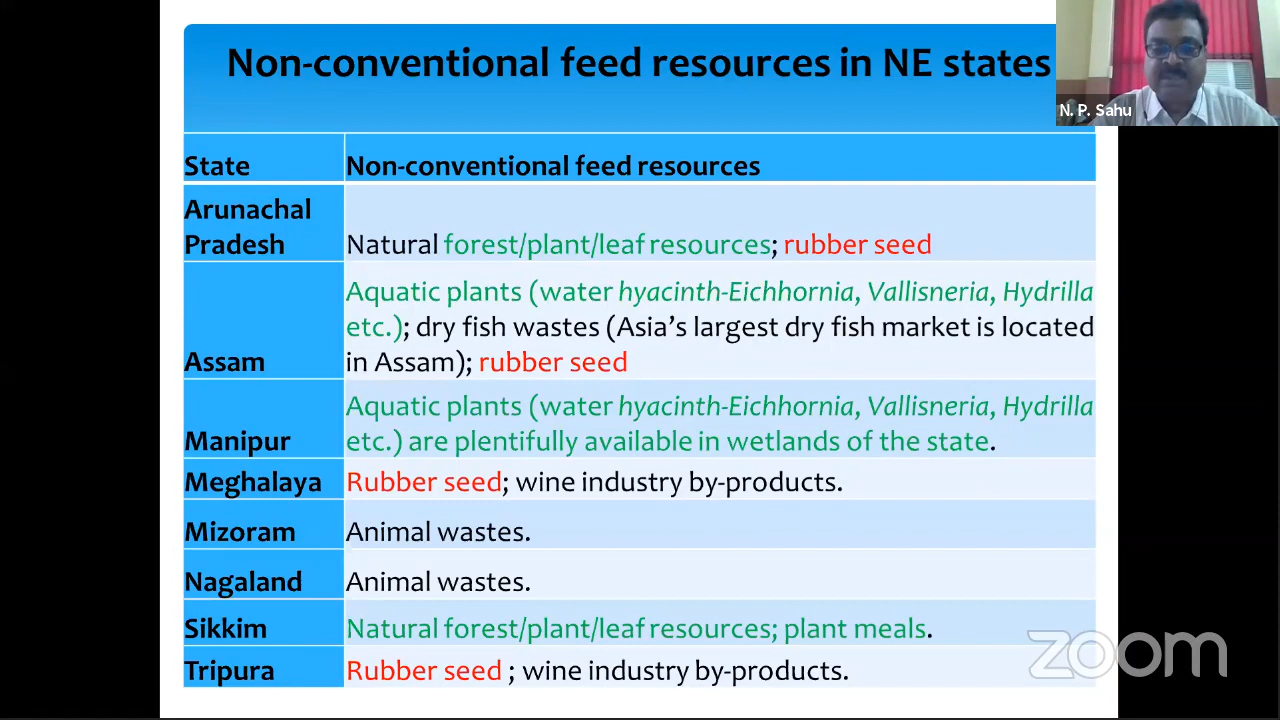 Non-conventional feed resources in NE states
N. P. Sahu
State
Non-conventional feed resources
Arunachal
Pradesh
Natural forest/plant/leaf resources; rubber seed
Assam
Aquatic plants (water hyacinth-Eichhornia, Vallisneria, Hydrilla
etc.); dry fish wastes (Asia's largest dry fish market is located
in Assam); rubber seed
Manipur
Aquatic plants (water hyacinth-Eichhornia, Vallisneria, Hydrilla
etc.) are plentifully available in wetlands of the state.
Meghalaya
Rubber seed; wine industry by-products.
Mizoram
Animal wastes.
Nagaland
Animal wastes.
Sikkim
Natural forest/plant/leaf resources; plant meals.
Tripura
Rubber seed ; wine industry by-products.
zoom